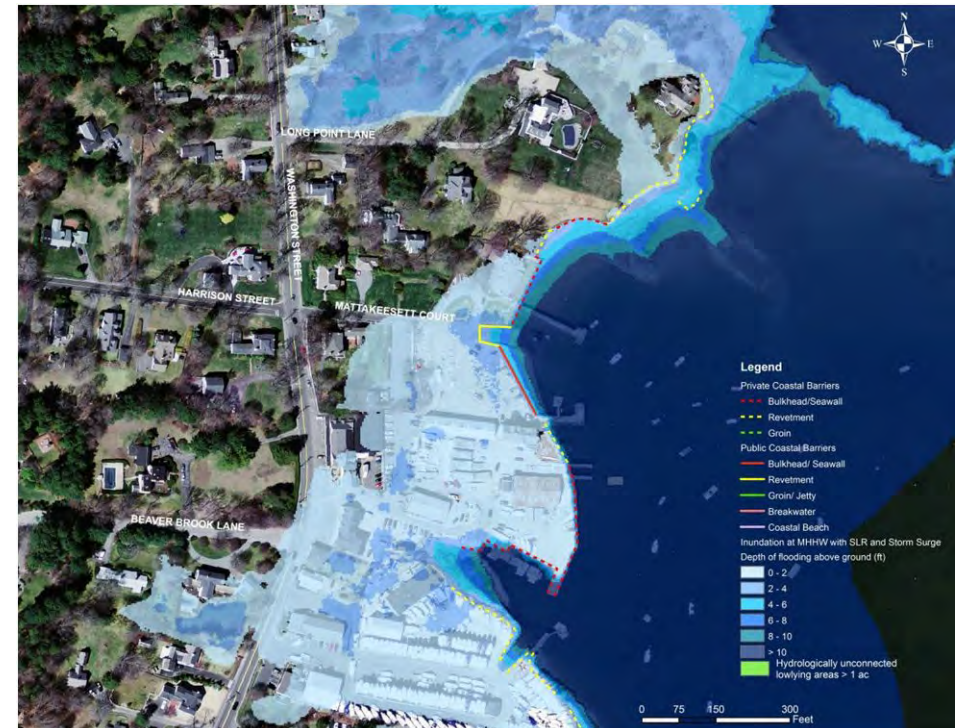 N
W E
S
LONG POINT LANE
WASHINGTON STREET
HARRISON STREET
MATTAKEESETT COURT
BEAVER BROOK LANE
Legend
Private Coastal Barriers
Bulkhead/Seawall
Revetment
Groin
Public Coastal Barriers
Bulkhead/ Seawall
Revetment
Groin/ Jetty
Breakwater
Coastal Beach
Inundation at MHHW with SLR and Storm Surge
Depth of flooding above ground (ft)
0 - 2
2 - 4
4 - 6
6 - 8
8 - 10
> 10
Hydrologically unconnected
lowlying areas > 1 ac
0 75 150 300
Feet